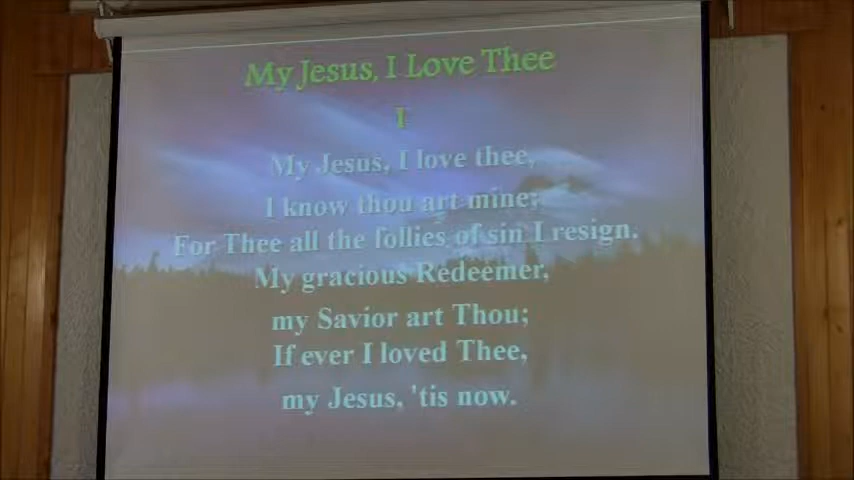 My Jesus, I Love Thee
I
My Jesus, I love thee,
I know thou art mine;
For Thee all the follies of sin I resign.
My gracious Redeemer,
my Savior art Thou;
If ever I loved Thee,
my Jesus, 'tis now.